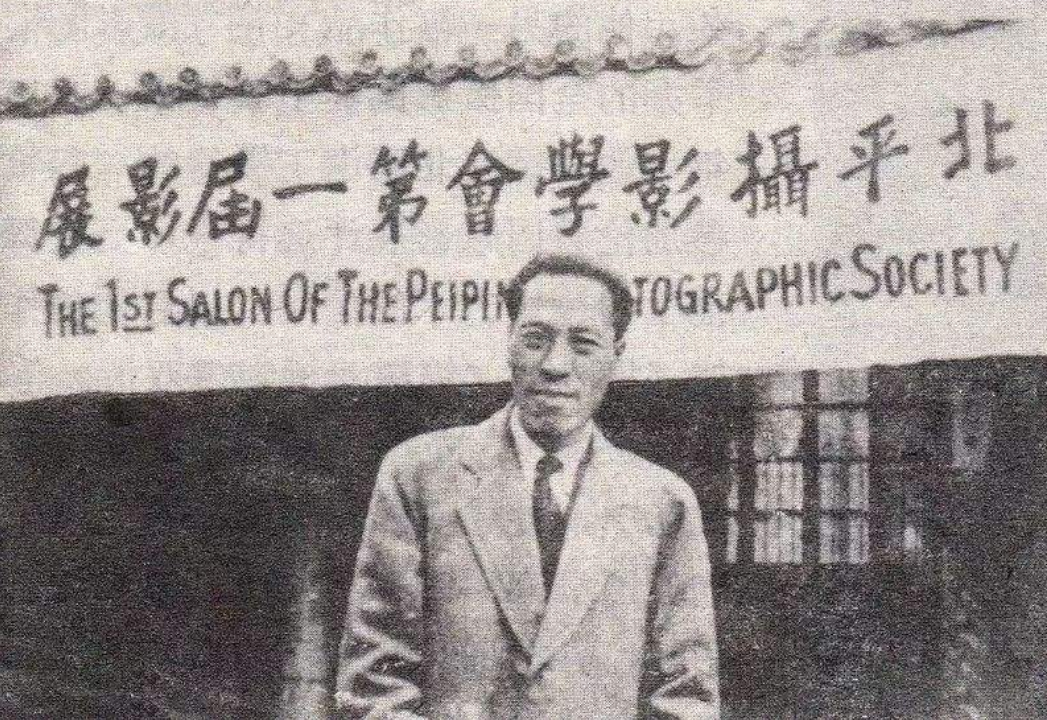 北平攝影學會第一屆影展
THE 1ST SALON OF THE PEIPIN TOGRAPHIC SOCIETY